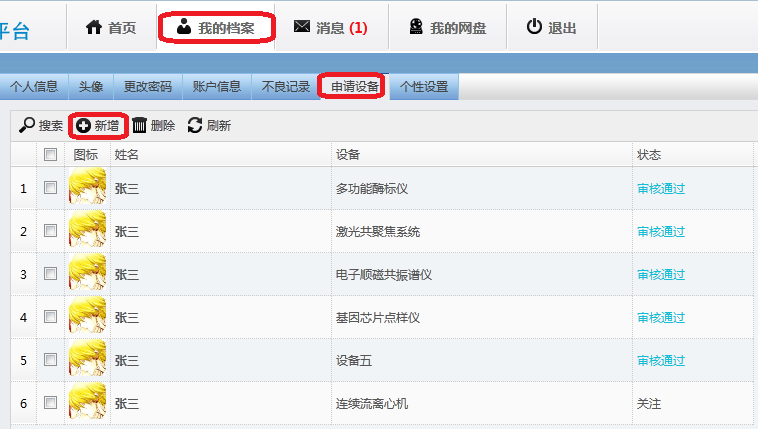 平台 首页 我的档案 消息 (1) 我的网盘 退出
个人信息 头像 更改密码 账户信息 不良记录 申请设备 个性设置
搜索 新增 删除 刷新
图标 姓名 设备 状态
1 张三 多功能酶标仪 审核通过
2 张三 激光共聚焦系统 审核通过
3 张三 电子顺磁共振谱仪 审核通过
4 张三 基因芯片点样仪 审核通过
5 张三 设备五 审核通过
6 张三 连续流离心机 关注